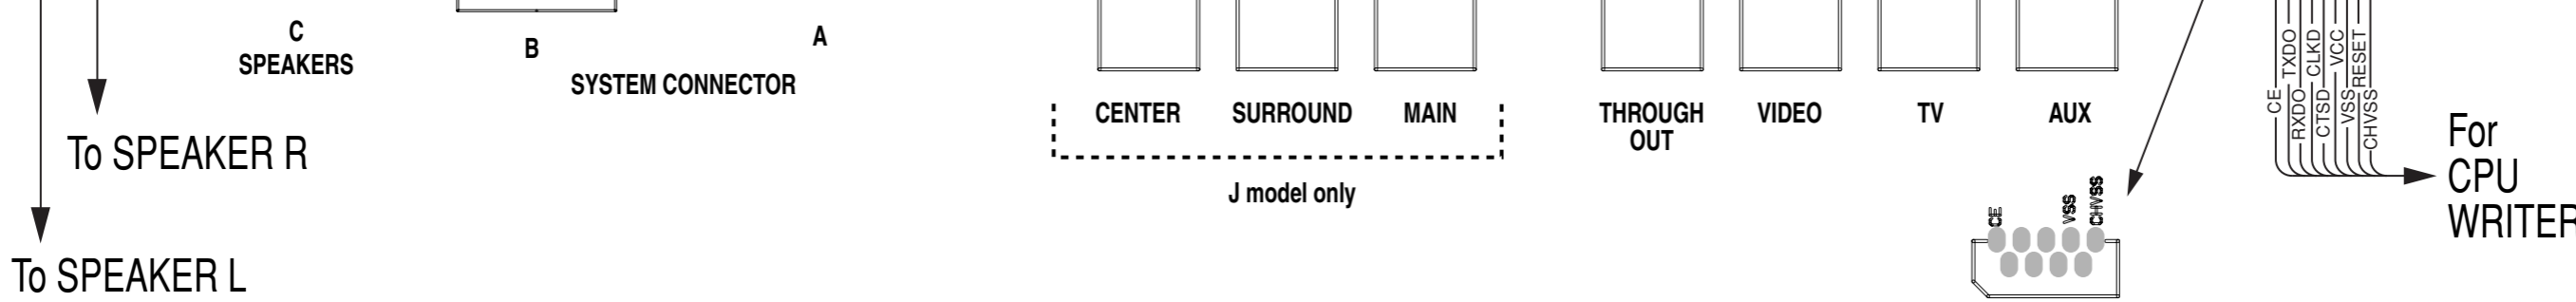 C
SPEAKERS
B
A
SYSTEM CONNECTOR
To SPEAKER R
To SPEAKER L
CENTER
SURROUND
MAIN
J model only
THROUGH
OUT
VIDEO
TV
AUX
CE
VSS
CHVSS
CE
TXDO
RXDO
CLKD
CTSD
VCC
VSS
RESET
CHVSS
For
CPU
WRITER